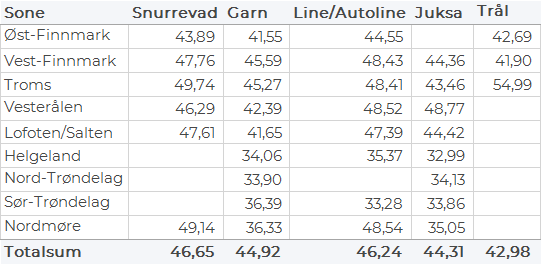 Sone Snurrevad Garn Line/Autoline Juksa Trål
Øst-Finnmark 43,89 41,55 44,55 42,69
Vest-Finnmark 47,76 45,59 48,43 44,36 41,90
Troms 49,74 45,27 48,41 43,46 54,99
Vesterålen 46,29 42,39 48,52 48,77
Lofoten/Salten 47,61 41,65 47,39 44,42
Helgeland 34,06 35,37 32,99
Nord-Trøndelag 33,90 34,13
Sør-Trøndelag 36,39 33,28 33,86
Nordmøre 49,14 36,33 48,54 35,05
Totalsum 46,65 44,92 46,24 44,31 42,98